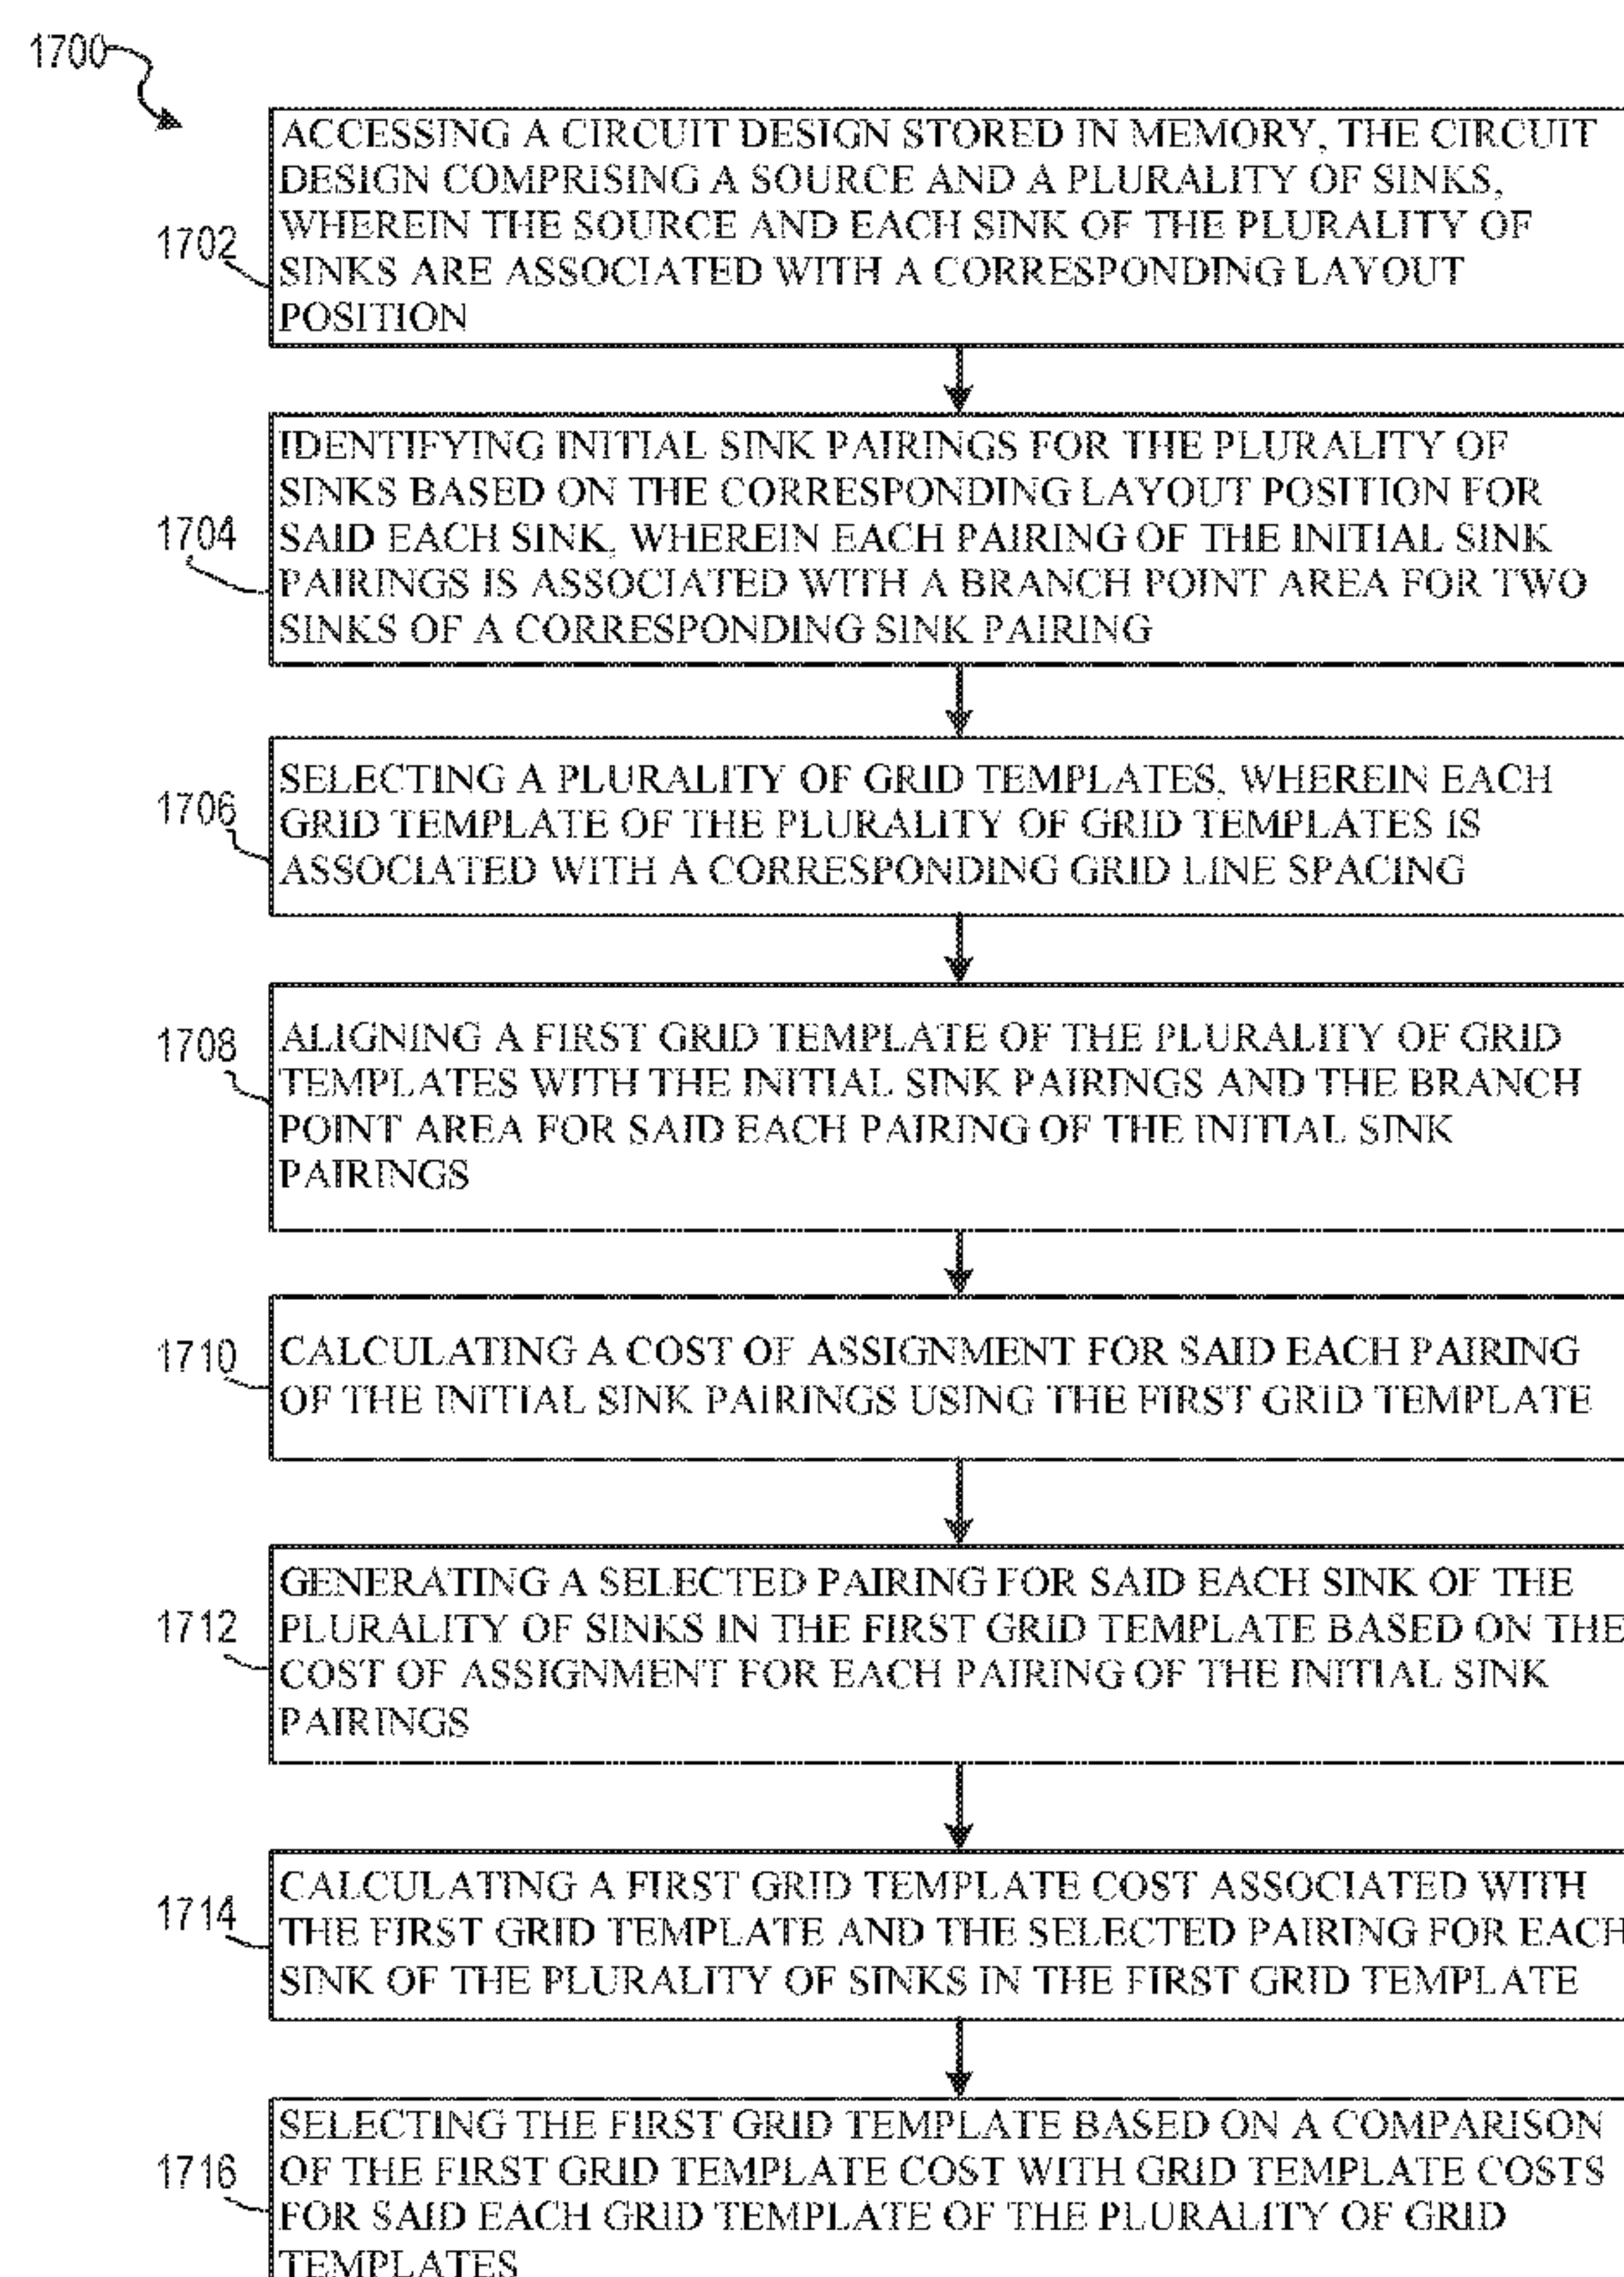 1700
ACCESSING A CIRCUIT DESIGN STORED IN MEMORY, THE CIRCUIT
DESIGN COMPRISING A SOURCE AND A PLURALITY OF SINKS,
WHEREIN THE SOURCE AND EACH SINK OF THE PLURALITY OF
SINKS ARE ASSOCIATED WITH A CORRESPONDING LAYOUT
POSITION
1702
IDENTIFYING INITIAL SINK PAIRINGS FOR THE PLURALITY OF
SINKS BASED ON THE CORRESPONDING LAYOUT POSITION FOR
SAID EACH SINK, WHEREIN EACH PAIRING OF THE INITIAL SINK
PAIRINGS IS ASSOCIATED WITH A BRANCH POINT AREA FOR TWO
SINKS OF A CORRESPONDING SINK PAIRING
1704
SELECTING A PLURALITY OF GRID TEMPLATES, WHEREIN EACH
GRID TEMPLATE OF THE PLURALITY OF GRID TEMPLATES IS
ASSOCIATED WITH A CORRESPONDING GRID LINE SPACING
1706
ALIGNING A FIRST GRID TEMPLATE OF THE PLURALITY OF GRID
TEMPLATES WITH THE INITIAL SINK PAIRINGS AND THE BRANCH
POINT AREA FOR SAID EACH PAIRING OF THE INITIAL SINK
PAIRINGS
1708
CALCULATING A COST OF ASSIGNMENT FOR SAID EACH PAIRING
OF THE INITIAL SINK PAIRINGS USING THE FIRST GRID TEMPLATE
1710
GENERATING A SELECTED PAIRING FOR SAID EACH SINK OF THE
PLURALITY OF SINKS IN THE FIRST GRID TEMPLATE BASED ON THE
COST OF ASSIGNMENT FOR EACH PAIRING OF THE INITIAL SINK
PAIRINGS
1712
CALCULATING A FIRST GRID TEMPLATE COST ASSOCIATED WITH
THE FIRST GRID TEMPLATE AND THE SELECTED PAIRING FOR EACH
SINK OF THE PLURALITY OF SINKS IN THE FIRST GRID TEMPLATE
1714
SELECTING THE FIRST GRID TEMPLATE BASED ON A COMPARISON
OF THE FIRST GRID TEMPLATE COST WITH GRID TEMPLATE COSTS
FOR SAID EACH GRID TEMPLATE OF THE PLURALITY OF GRID
TEMPLATES
1716